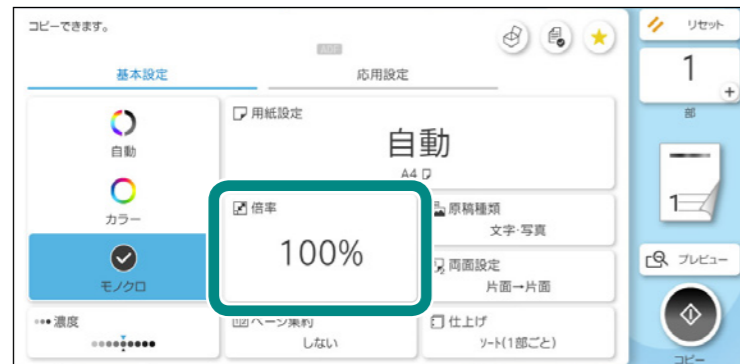 コピーできます。
ADF
リセット
基本設定
応用設定
1
部
自動
カラー
モノクロ
用紙設定
自動
A4
倍率
100%
原稿種類
文字・写真
両面設定
片面→片面
濃度
ページ集約
しない
仕上げ
ソート(1部ごと)
1
プレビュー
コピー